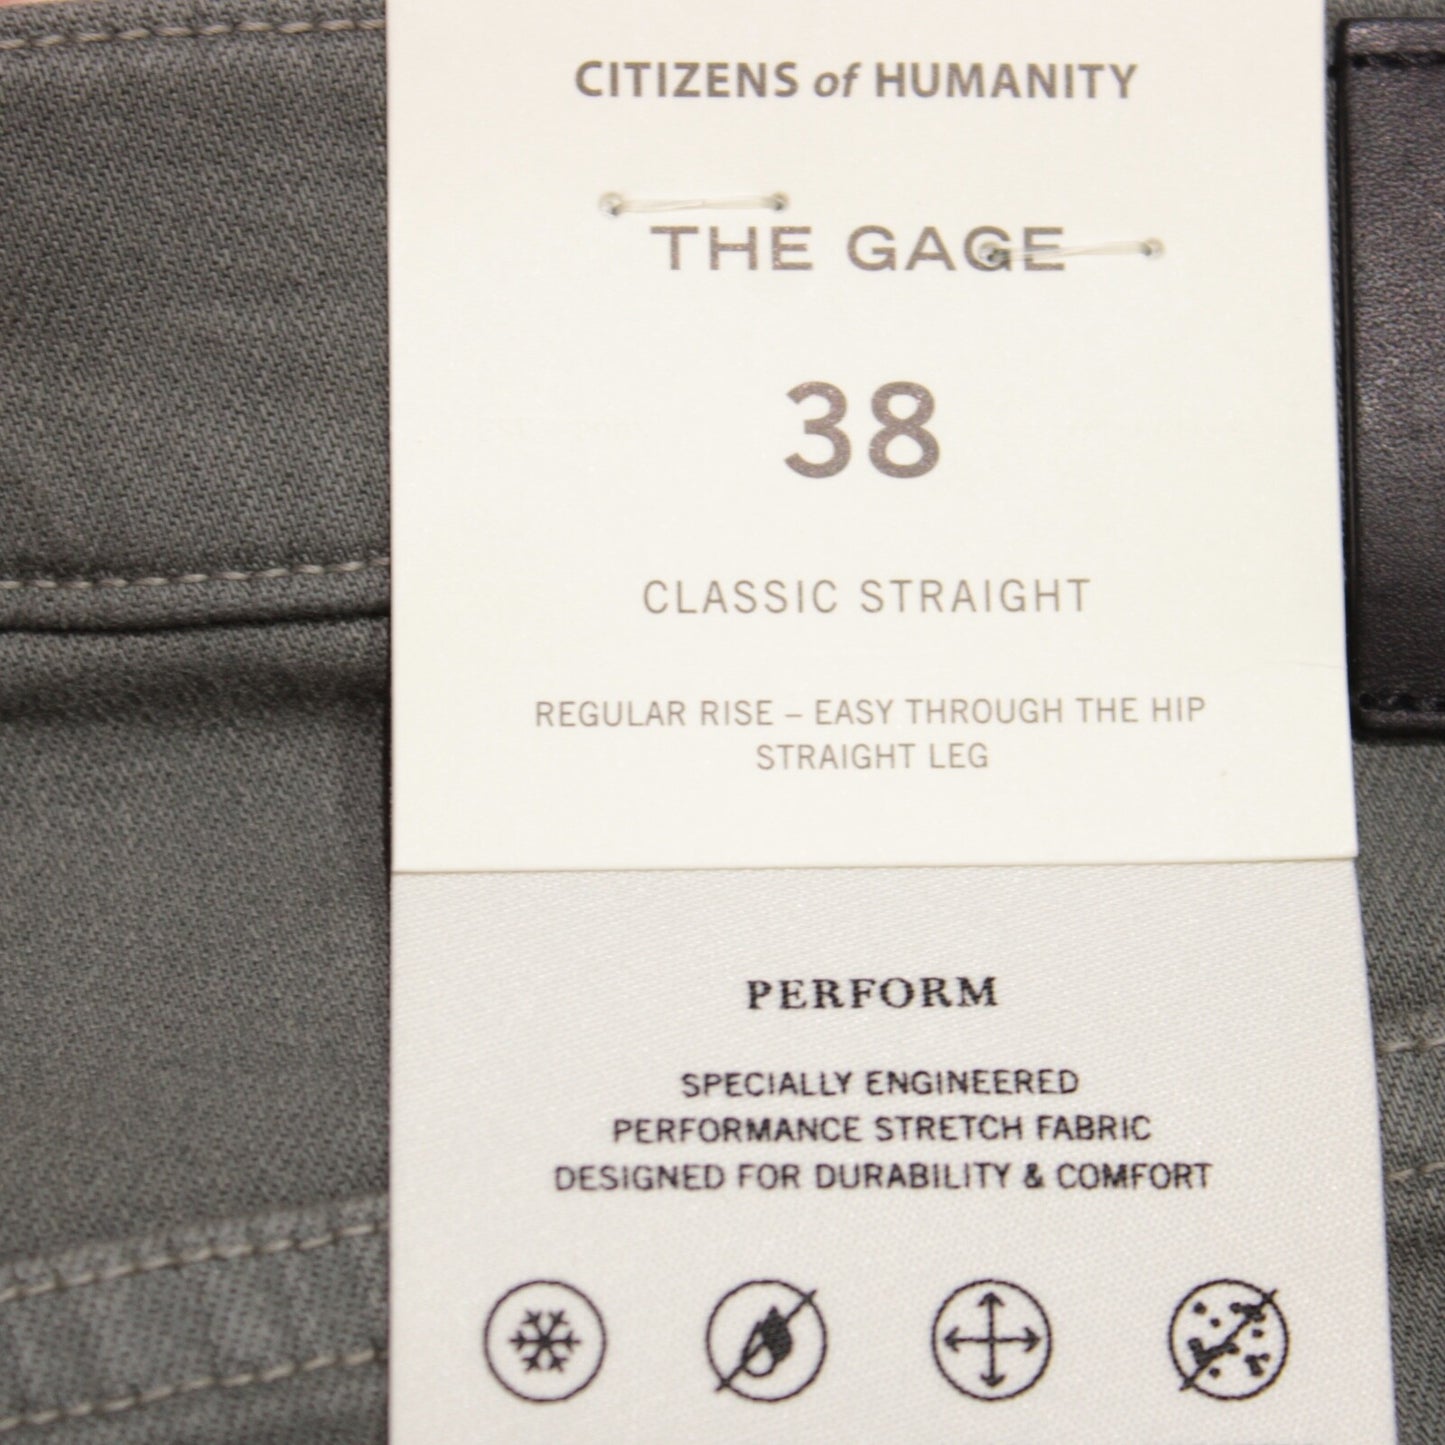 CITIZENS of HUMANITY
THE GAGE
38
CLASSIC STRAIGHT
REGULAR RISE – EASY THROUGH THE HIP
STRAIGHT LEG
PERFORM
SPECIALLY ENGINEERED
PERFORMANCE STRETCH FABRIC
DESIGNED FOR DURABILITY & COMFORT